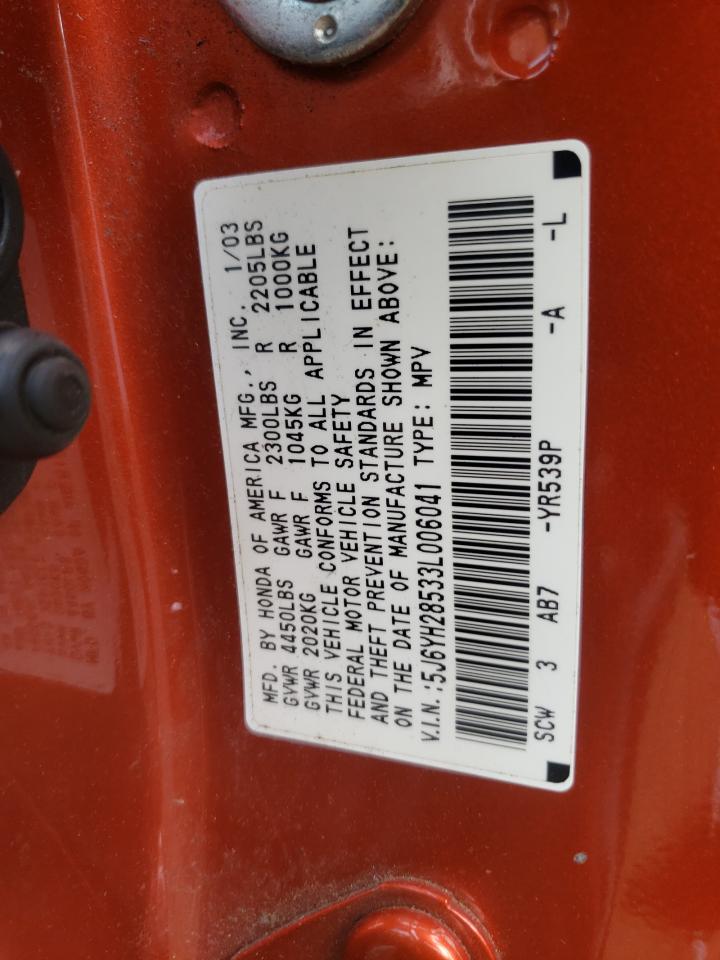 MFD. BY HONDA OF AMERICA MFG., INC. 1/03
GVWR 4450LBS GAWR F 2300LBS R 2205LBS
GVWR 2020KG GAWR F 1045KG R 1000KG
THIS VEHICLE CONFORMS TO ALL APPLICABLE
FEDERAL MOTOR VEHICLE SAFETY
AND THEFT PREVENTION STANDARDS IN EFFECT
ON THE DATE OF MANUFACTURE SHOWN ABOVE:
V.I.N.:5J6YH28533L006041 TYPE: MPV
SCW 3 AB7 -YR539P -A -L